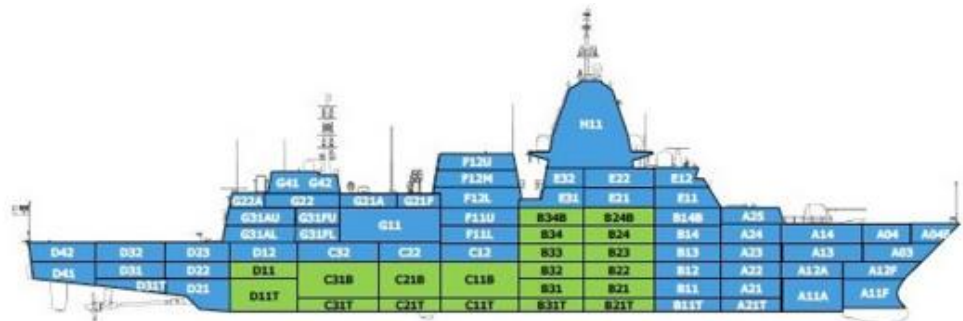 H11
F12U
F12M E32 E22 E12
G41 G42
G22A G22 G21A G21F F12L E31 E21 E11
G31AU G31FU G11 F11U B34B B24B B14B A25
G31AL G31FL F11L B34 B24 B14 A24 A14 A04
D42 D32 D23 D12 C32 C22 C12 B33 B23 B13 A23 A13 A03
D41 D31 D22 D11 C31B C21B C11B B32 B22 B12 A22 A12A A12F
D31T D21 D11T B31 B21 B11 A21 A11A A11F
C31T C21T C11T B31T B21T B11T A21T